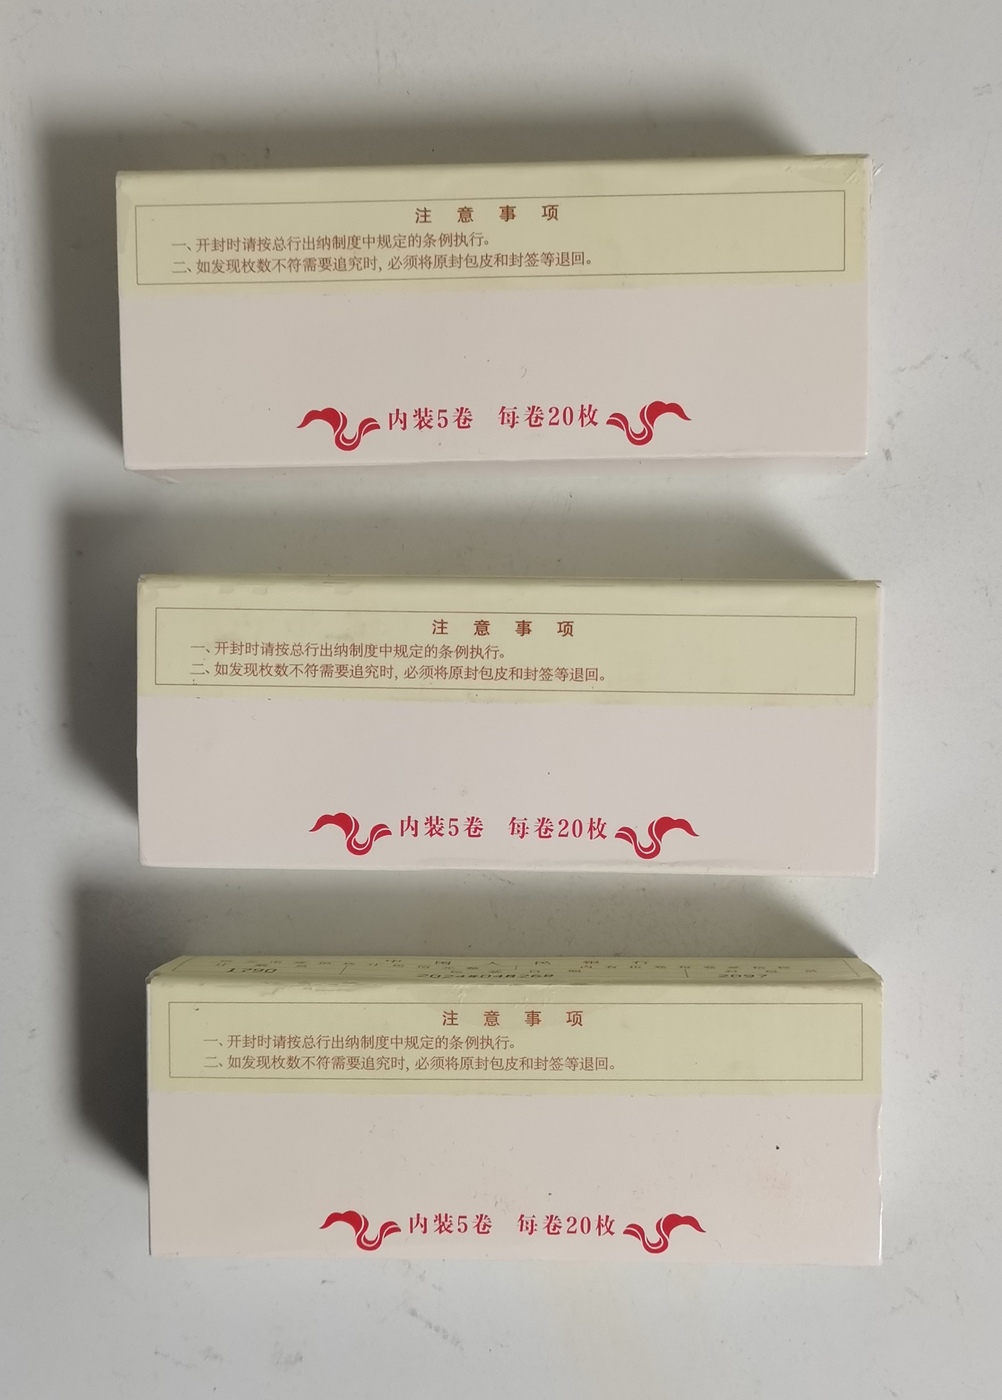 注 意 事 项
一、开封时请按总行出纳制度中规定的条例执行。
二、如发现枚数不符需要追究时, 必须将原封包皮和封签等退回。
内装5卷 每卷20枚
注 意 事 项
一、开封时请按总行出纳制度中规定的条例执行。
二、如发现枚数不符需要追究时, 必须将原封包皮和封签等退回。
内装5卷 每卷20枚
中 国 人 民 银 行
1790 2097
注 意 事 项
一、开封时请按总行出纳制度中规定的条例执行。
二、如发现枚数不符需要追究时, 必须将原封包皮和封签等退回。
内装5卷 每卷20枚